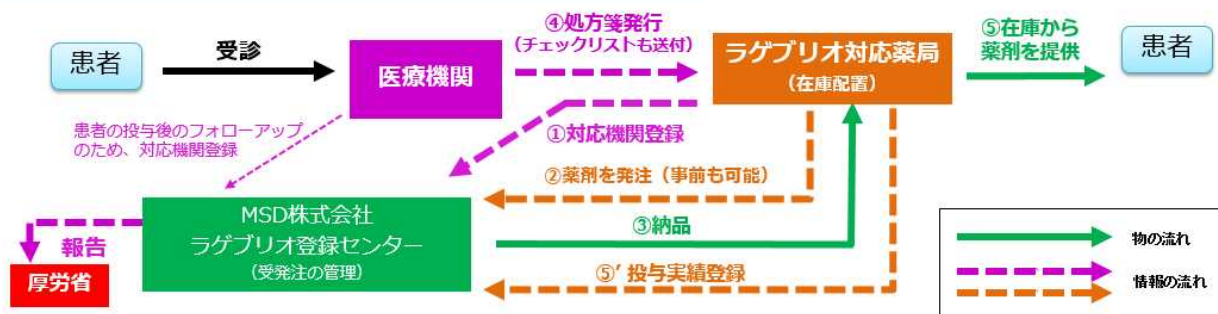 患者
受診
医療機関
④処方箋発行
(チェックリストも送付)
ラゲブリオ対応薬局
(在庫配置)
⑤在庫から
薬剤を提供
患者
患者の投与後のフォローアップ
のため、対応機関登録
①対応機関登録
②薬剤を発注(事前も可能)
MSD株式会社
ラゲブリオ登録センター
(受発注の管理)
③納品
⑤’投与実績登録
報告
厚労省
物の流れ
情報の流れ